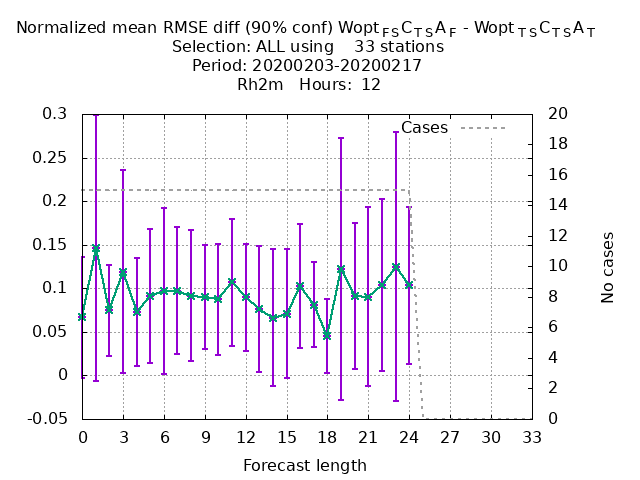 Normalized mean RMSE diff (90% conf) Wopt FS C TS A F - Wopt TS C TS A T
Selection: ALL using 33 stations
Period: 20200203-20200217
Rh2m Hours: 12
0.3
0.25
0.2
0.15
0.1
0.05
0
-0.05
Cases
20
18
16
14
12
10
8
6
4
2
0
No cases
0 3 6 9 12 15 18 21 24 27 30 33
Forecast length